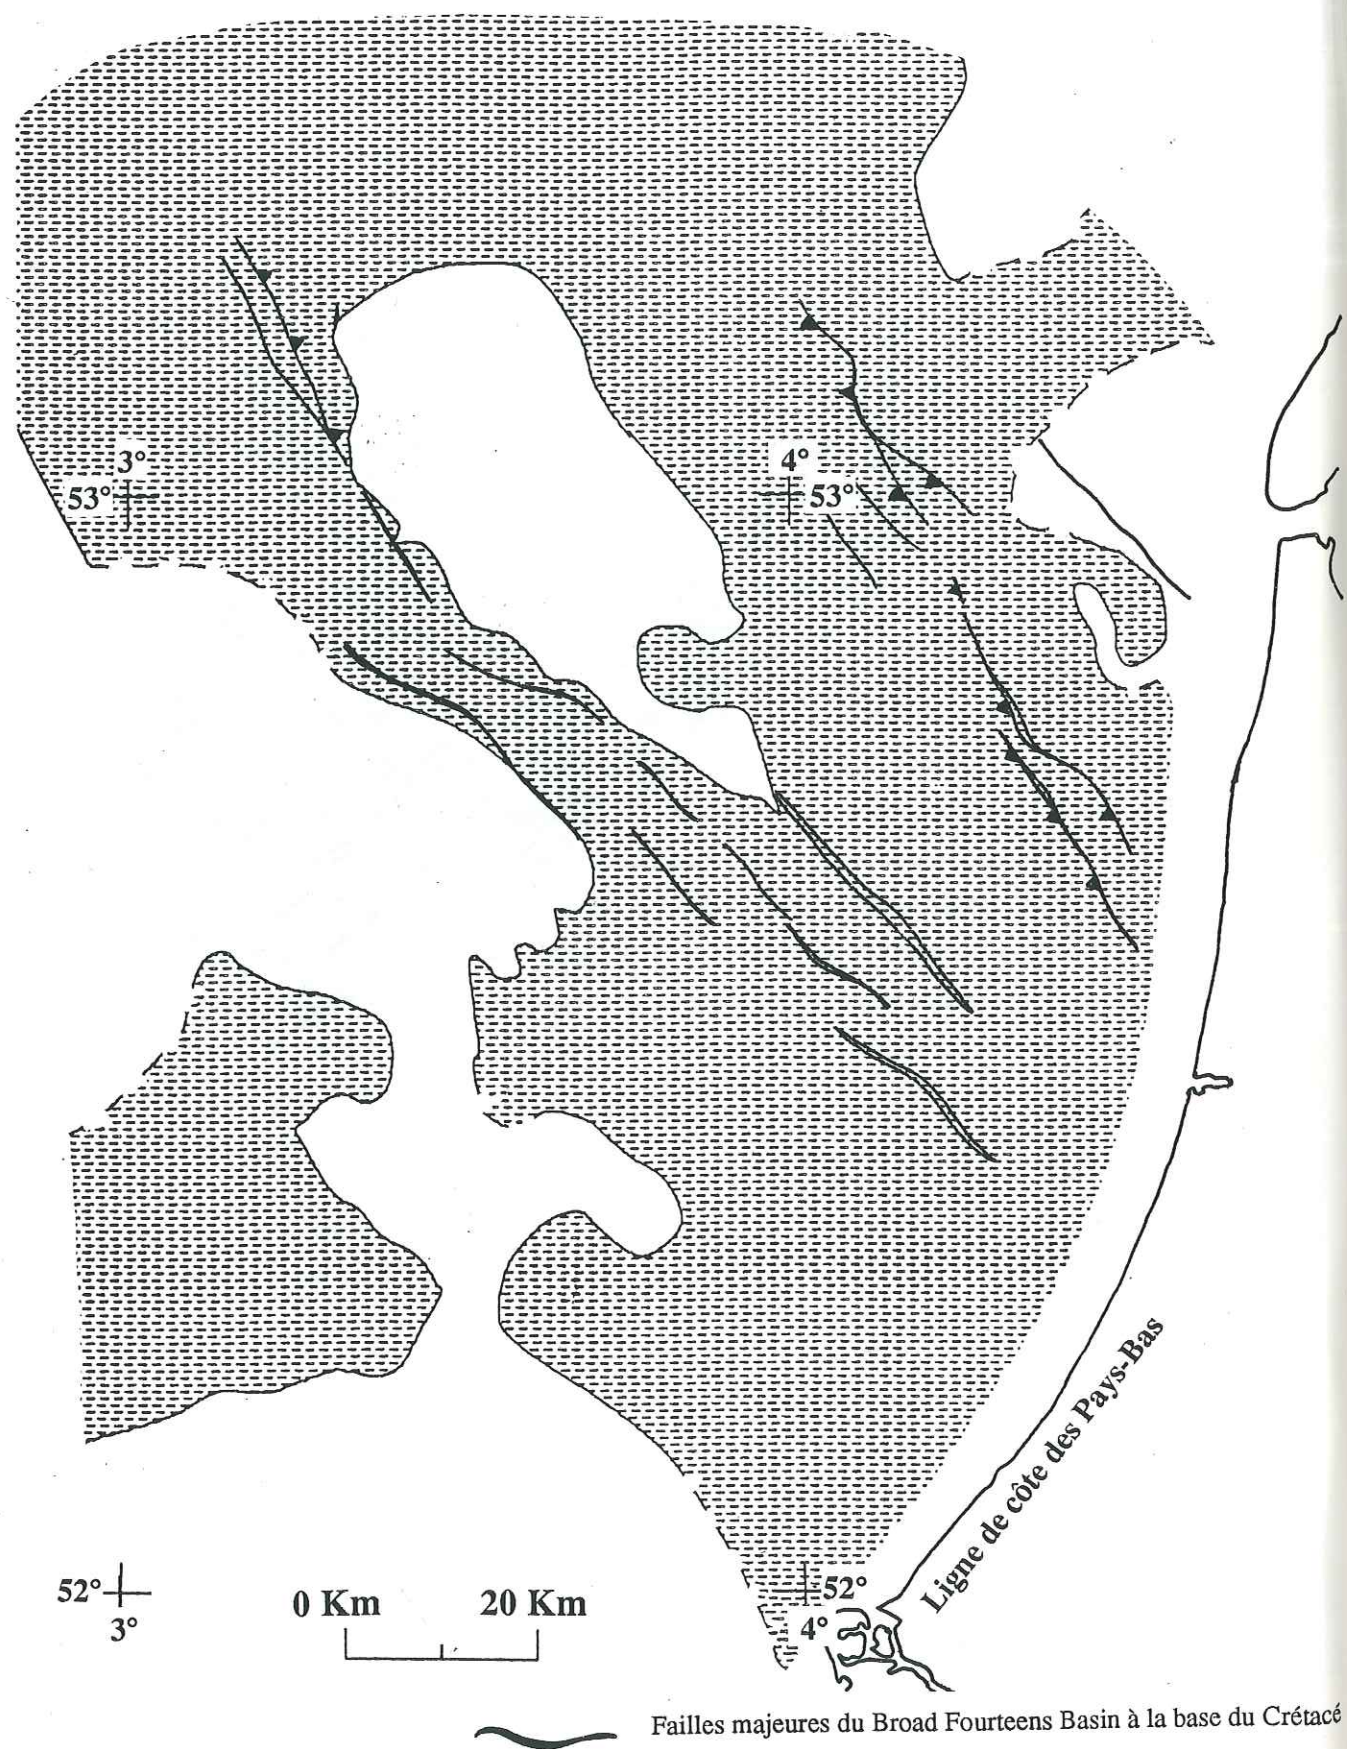 3°
53°
4°
53°
Ligne de côte des Pays-Bas
52°
3°
0 Km 20 Km
52°
4°
Failles majeures du Broad Fourteens Basin à la base du Crétacé